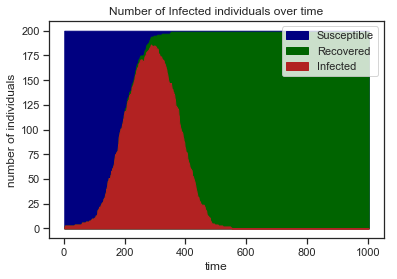 Number of Infected individuals over time
number of individuals
200
175
150
125
100
75
50
25
0
Susceptible
Recovered
Infected
0 200 400 600 800 1000
time